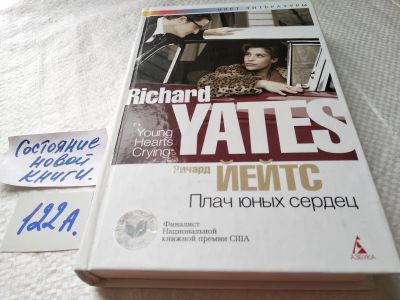 ЦВЕТ ЛИТЕРАТУРЫ
Richard
YATES
Young
Hearts
Crying
Ричард
ЙЕЙТС
Плач юных сердец
Финалист
Национальной
книжной премии США
АЗБУКА
Состояние
новой
книги.
122А.